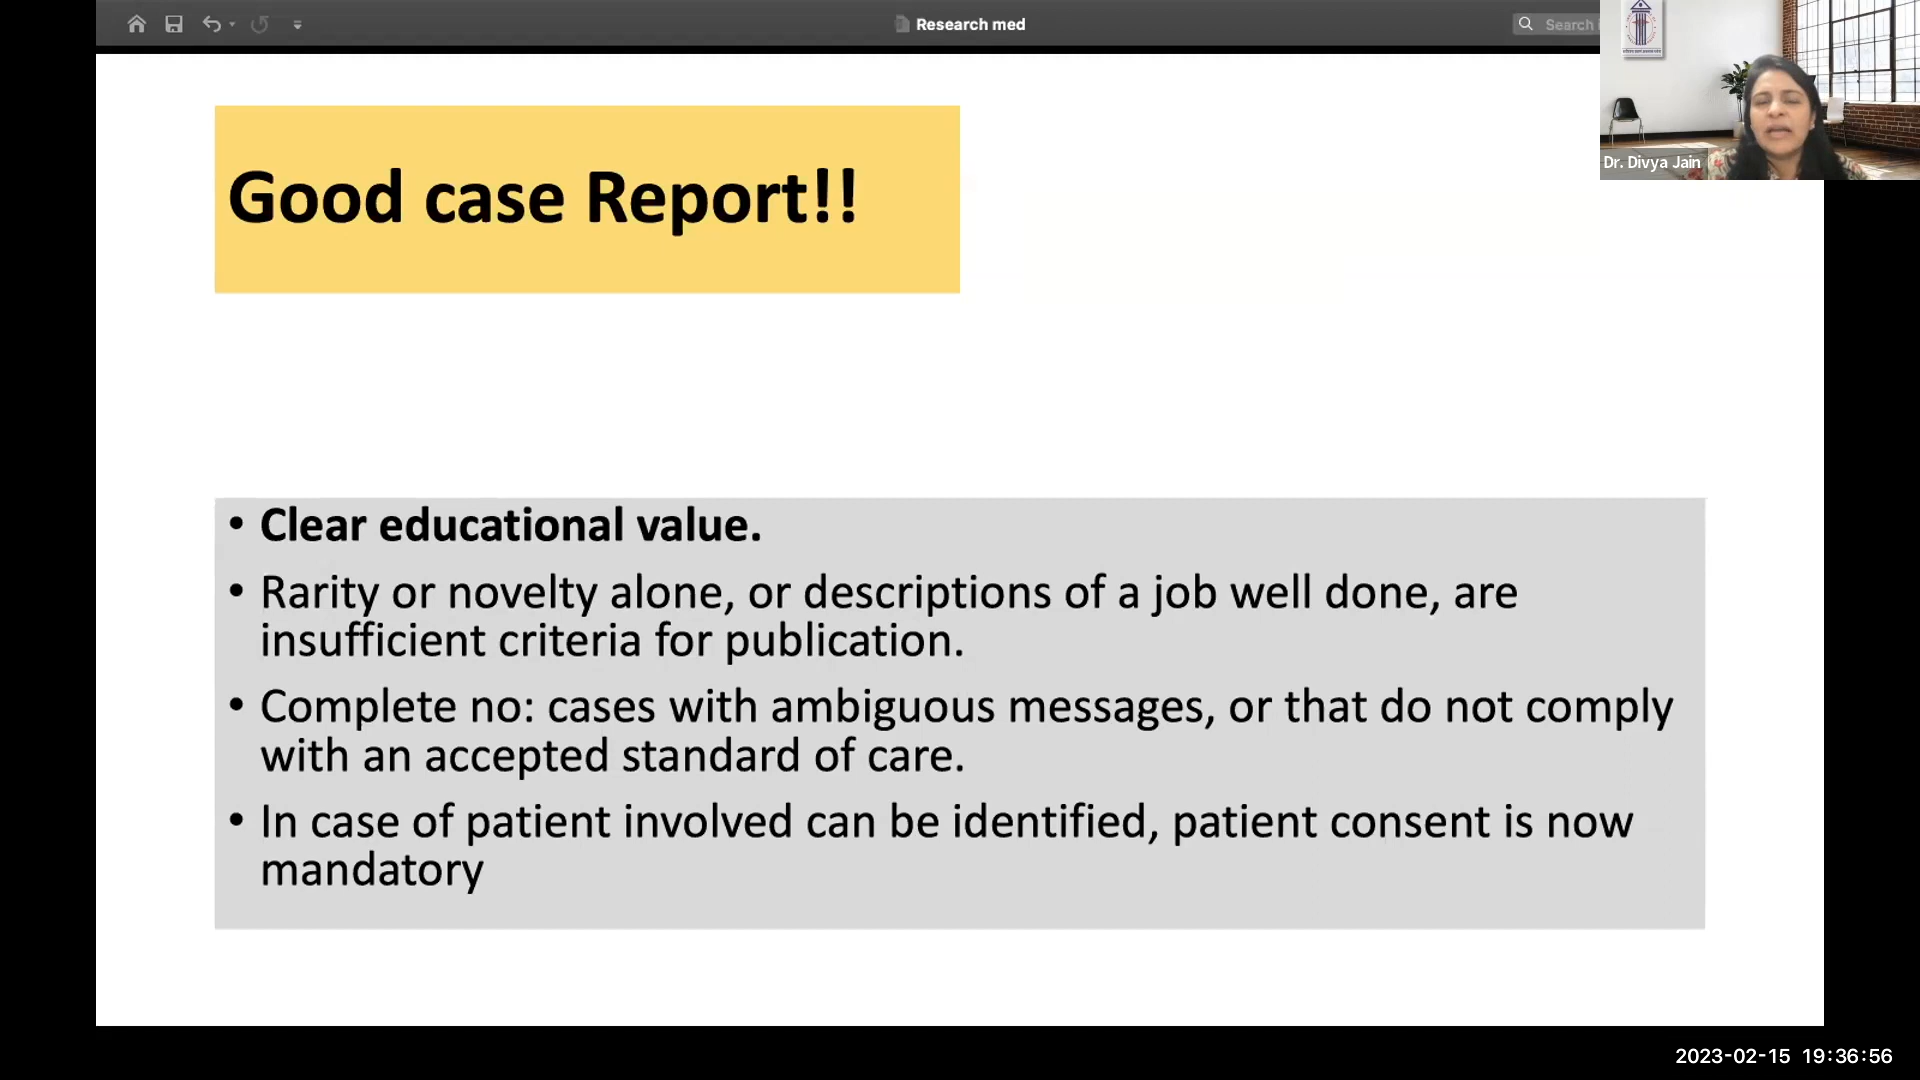 Research med
Search
Dr. Divya Jain
Good case Report!!
• Clear educational value.
• Rarity or novelty alone, or descriptions of a job well done, are
insufficient criteria for publication.
• Complete no: cases with ambiguous messages, or that do not comply
with an accepted standard of care.
• In case of patient involved can be identified, patient consent is now
mandatory
2023-02-15 19:36:56